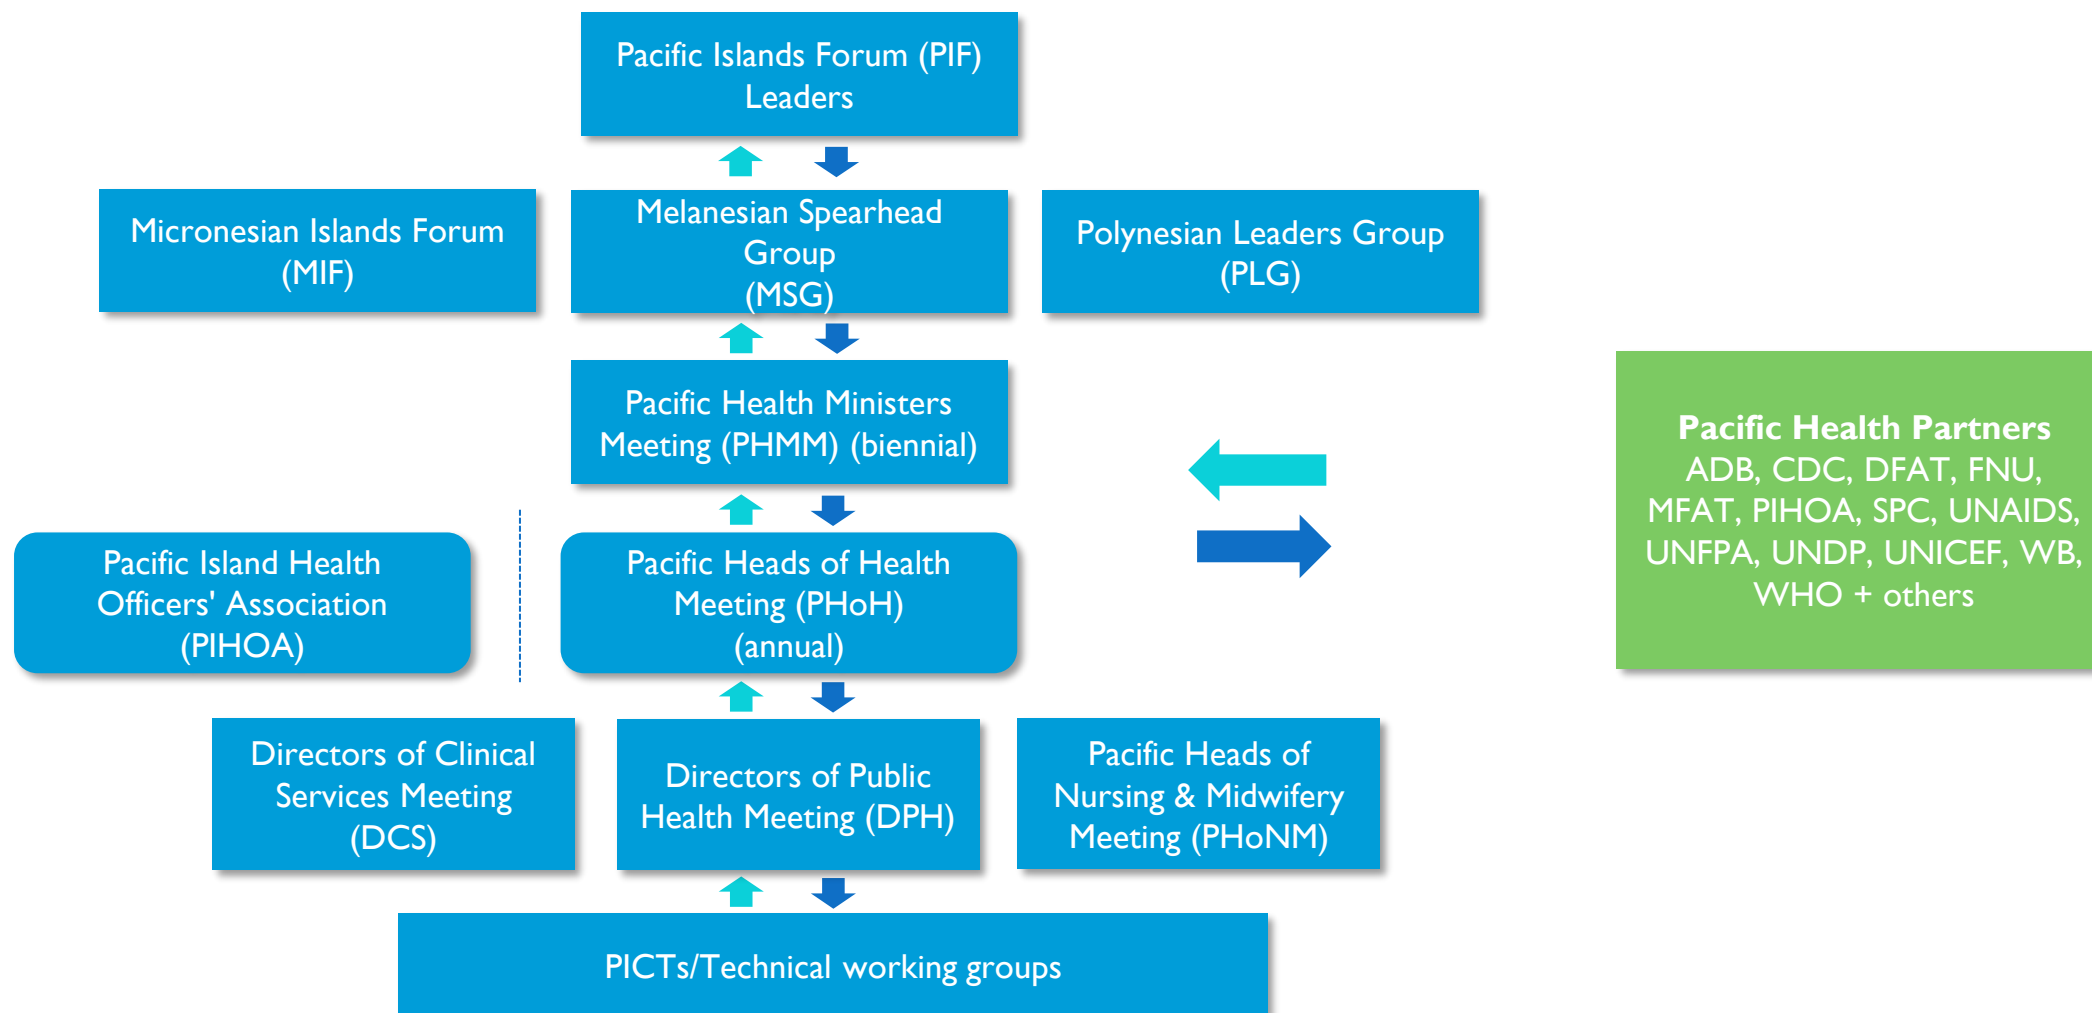 Pacific Islands Forum (PIF)
Leaders
Micronesian Islands Forum
(MIF)
Melanesian Spearhead
Group
(MSG)
Polynesian Leaders Group
(PLG)
Pacific Health Ministers
Meeting (PHMM) (biennial)
Pacific Health Partners
ADB, CDC, DFAT, FNU,
MFAT, PIHOA, SPC, UNAIDS,
UNFPA, UNDP, UNICEF, WB,
WHO + others
Pacific Island Health
Officers' Association
(PIHOA)
Pacific Heads of Health
Meeting (PHoH)
(annual)
Directors of Clinical
Services Meeting
(DCS)
Directors of Public
Health Meeting (DPH)
Pacific Heads of
Nursing & Midwifery
Meeting (PHoNM)
PICTs/Technical working groups